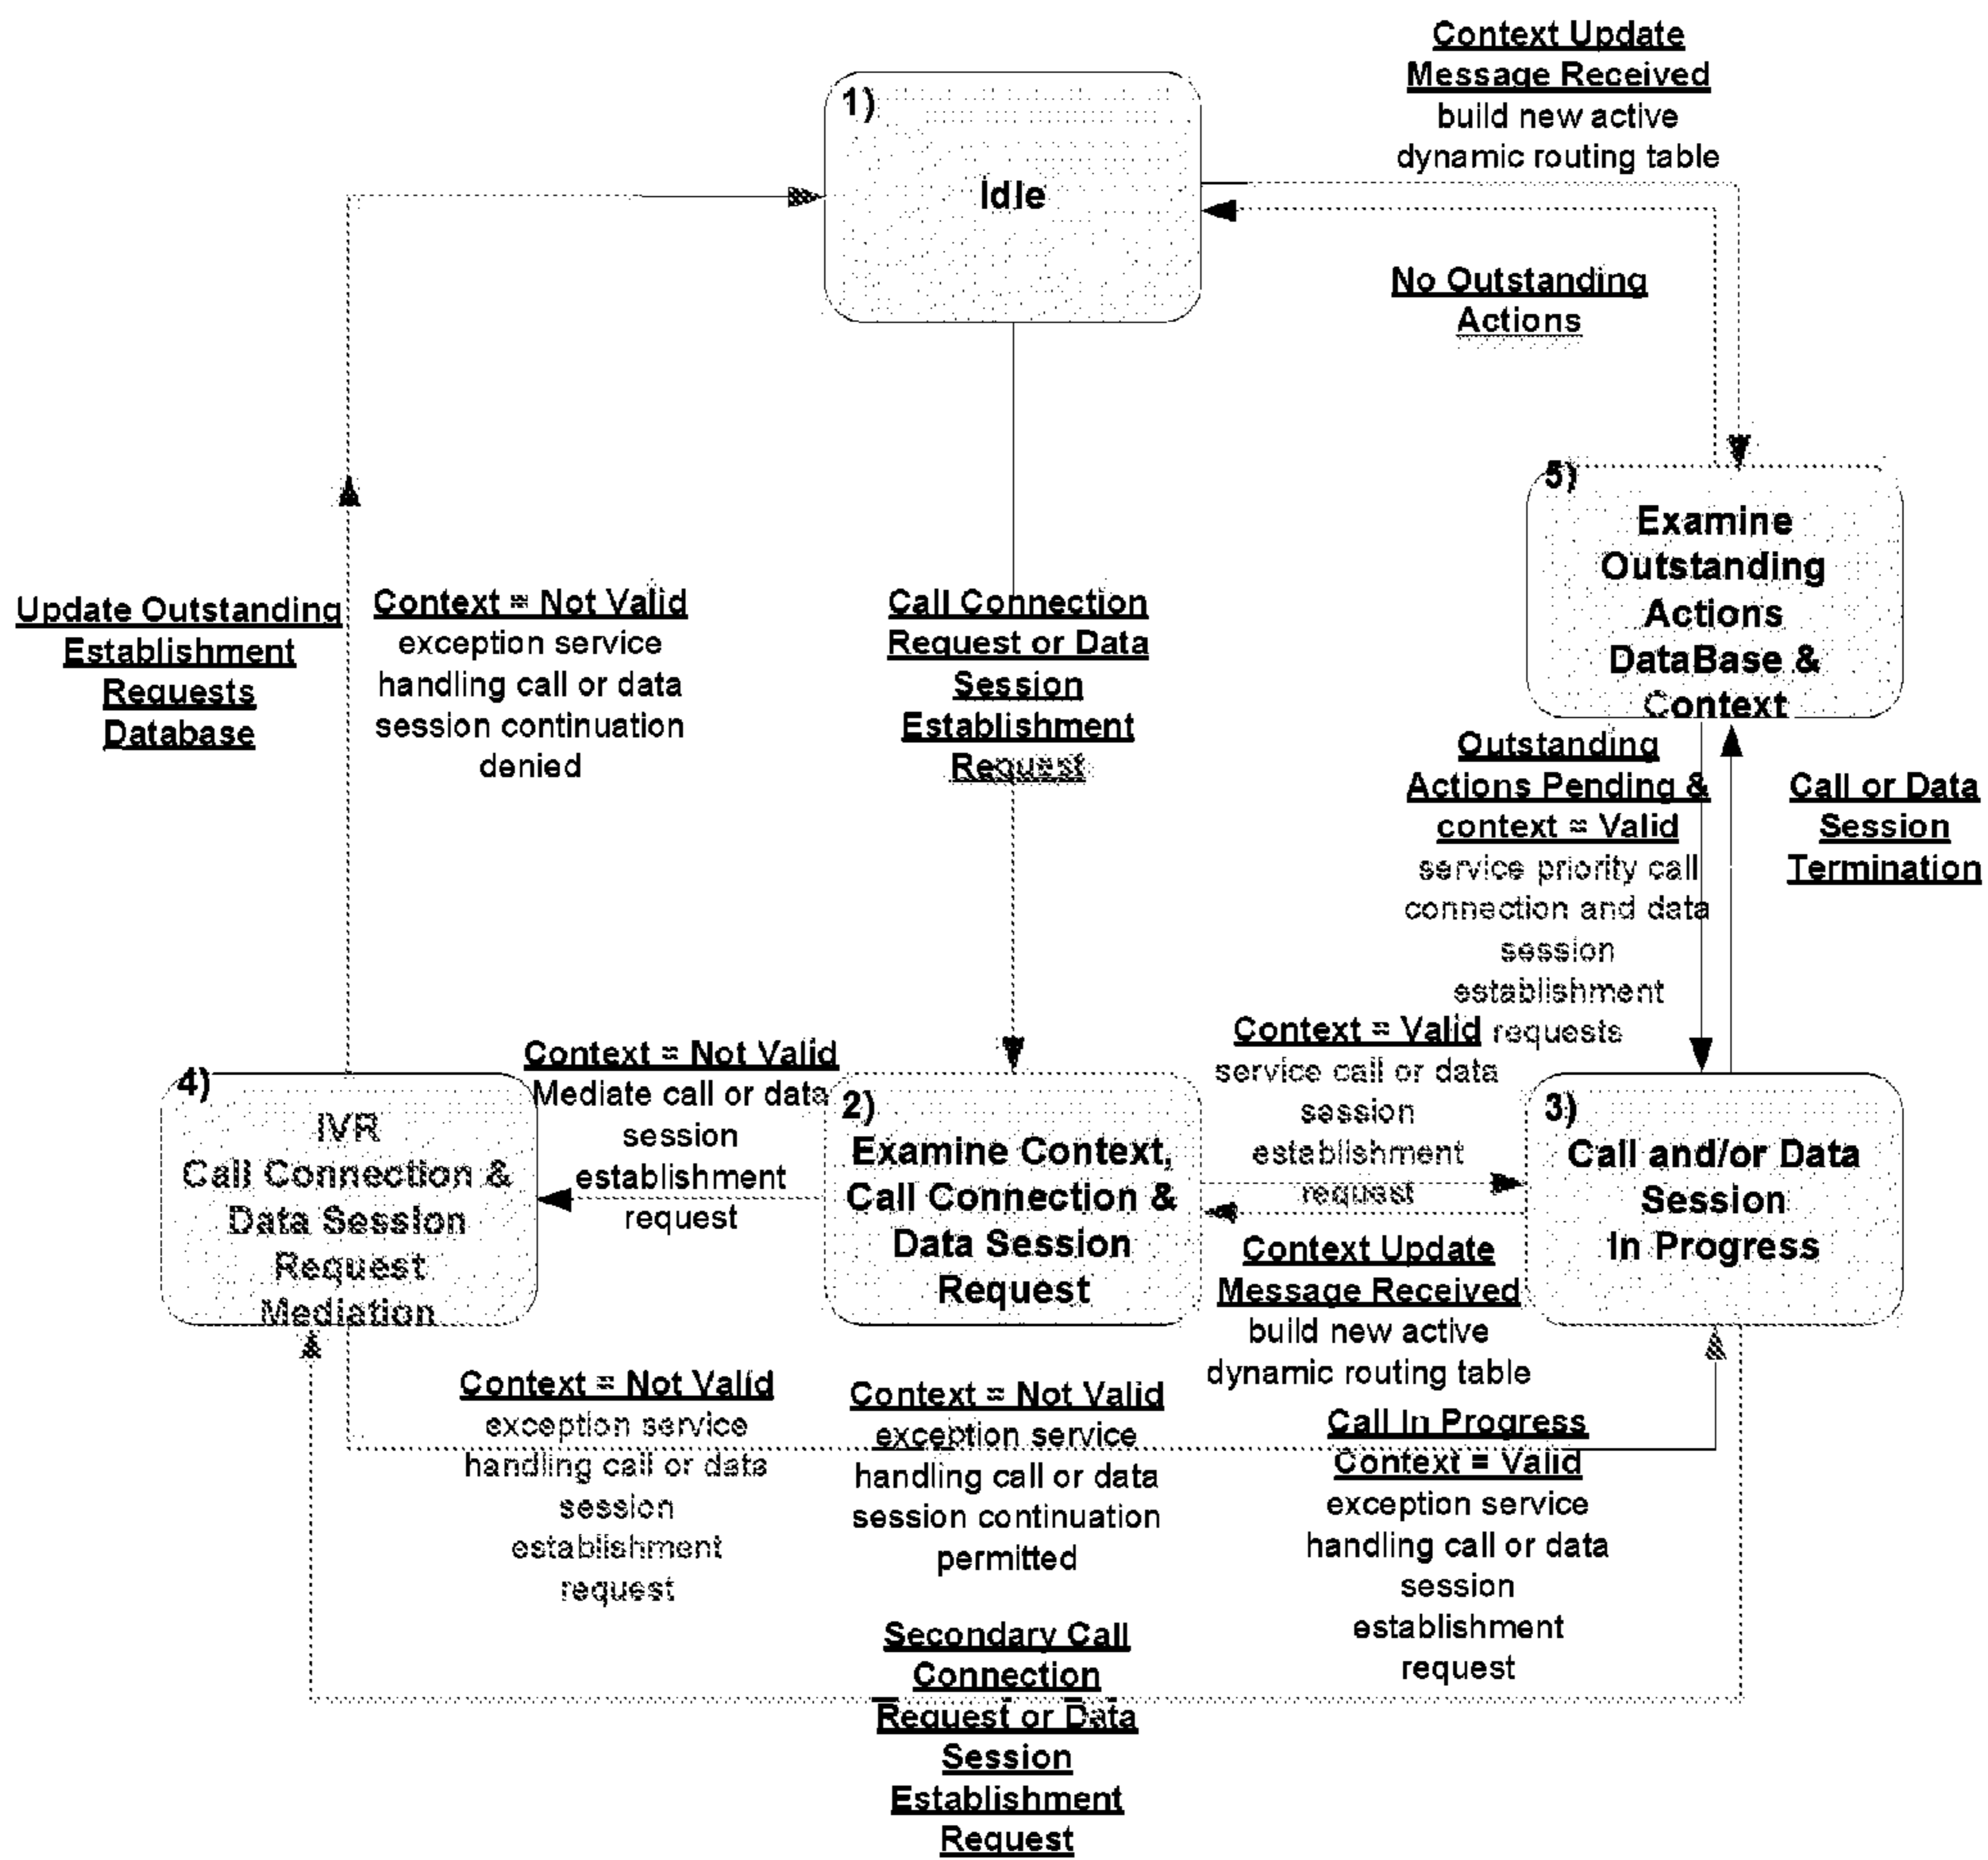 Context Update
Message Received
build new active
dynamic routing table
1)
Idle
No Outstanding
Actions
5)
Examine
Outstanding
Actions
DataBase &
Context
Update Outstanding
Establishment
Requests
Database
Context = Not Valid
exception service
handling call or data
session continuation
denied
Call Connection
Request or Data
Session
Establishment
Request
Outstanding
Actions Pending &
context = Valid
service priority call
connection and data
session
establishment
requests
Call or Data
Session
Termination
Context = Not Valid
Mediate call or data
session
establishment
request
Context = Valid
service call or data
session
establishment
request
4)
IVR
Call Connection &
Data Session
Request
Mediation
2)
Examine Context,
Call Connection &
Data Session
Request
3)
Call and/or Data
Session
In Progress
Context Update
Message Received
build new active
dynamic routing table
Context = Not Valid
exception service
handling call or data
session
establishment
request
Context = Not Valid
exception service
handling call or data
session continuation
permitted
Call In Progress
Context = Valid
exception service
handling call or data
session
establishment
request
Secondary Call
Connection
Request or Data
Session
Establishment
Request